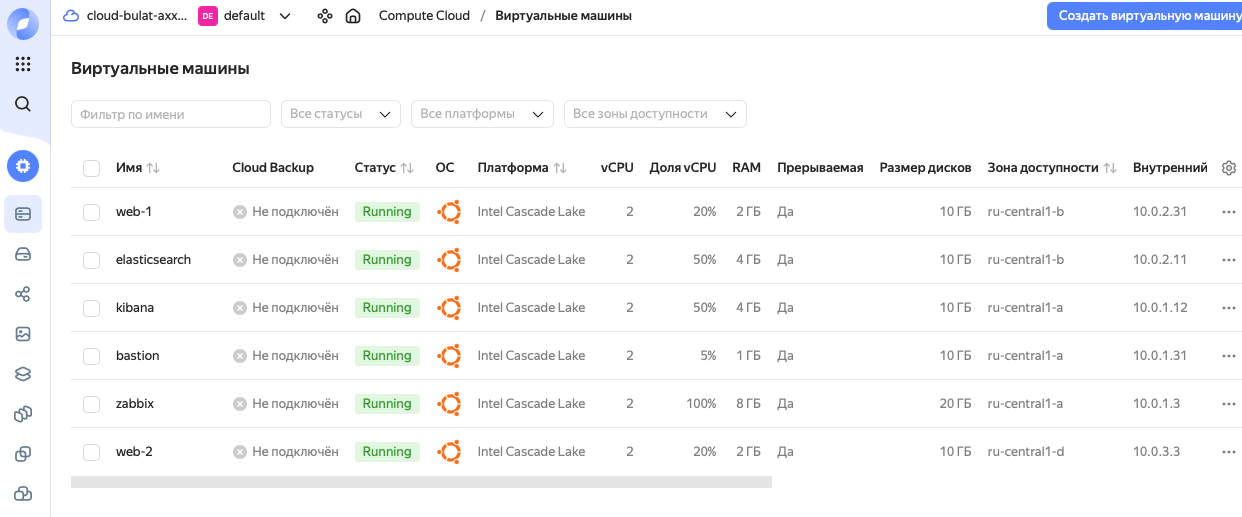 cloud-bulat-axx... DE default Compute Cloud / Виртуальные машины Создать виртуальную машину
Виртуальные машины
Фильтр по имени Все статусы Все платформы Все зоны доступности
Имя Cloud Backup Статус ОС Платформа vCPU Доля vCPU RAM Прерываемая Размер дисков Зона доступности Внутренний
web-1 Не подключён Running Intel Cascade Lake 2 20% 2 ГБ Да 10 ГБ ru-central1-b 10.0.2.31
elasticsearch Не подключён Running Intel Cascade Lake 2 50% 4 ГБ Да 10 ГБ ru-central1-b 10.0.2.11
kibana Не подключён Running Intel Cascade Lake 2 50% 4 ГБ Да 10 ГБ ru-central1-a 10.0.1.12
bastion Не подключён Running Intel Cascade Lake 2 5% 1 ГБ Да 10 ГБ ru-central1-a 10.0.1.31
zabbix Не подключён Running Intel Cascade Lake 2 100% 8 ГБ Да 20 ГБ ru-central1-a 10.0.1.3
web-2 Не подключён Running Intel Cascade Lake 2 20% 2 ГБ Да 10 ГБ ru-central1-d 10.0.3.3